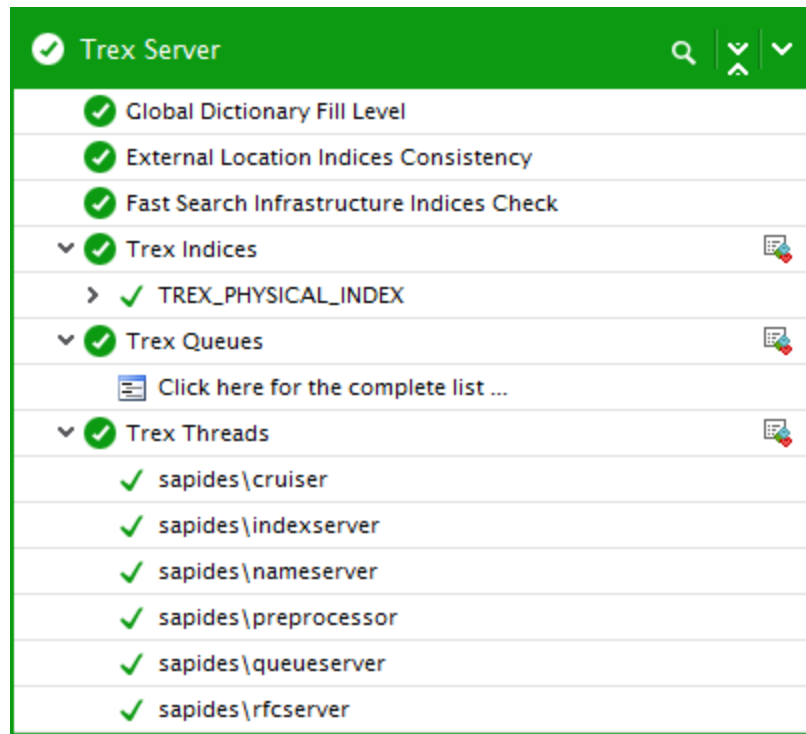 Trex Server
Global Dictionary Fill Level
External Location Indices Consistency
Fast Search Infrastructure Indices Check
Trex Indices
TREX_PHYSICAL_INDEX
Trex Queues
Click here for the complete list ...
Trex Threads
sapides\cruiser
sapides\indexserver
sapides\nameserver
sapides\preprocessor
sapides\queueserver
sapides\rfcserver